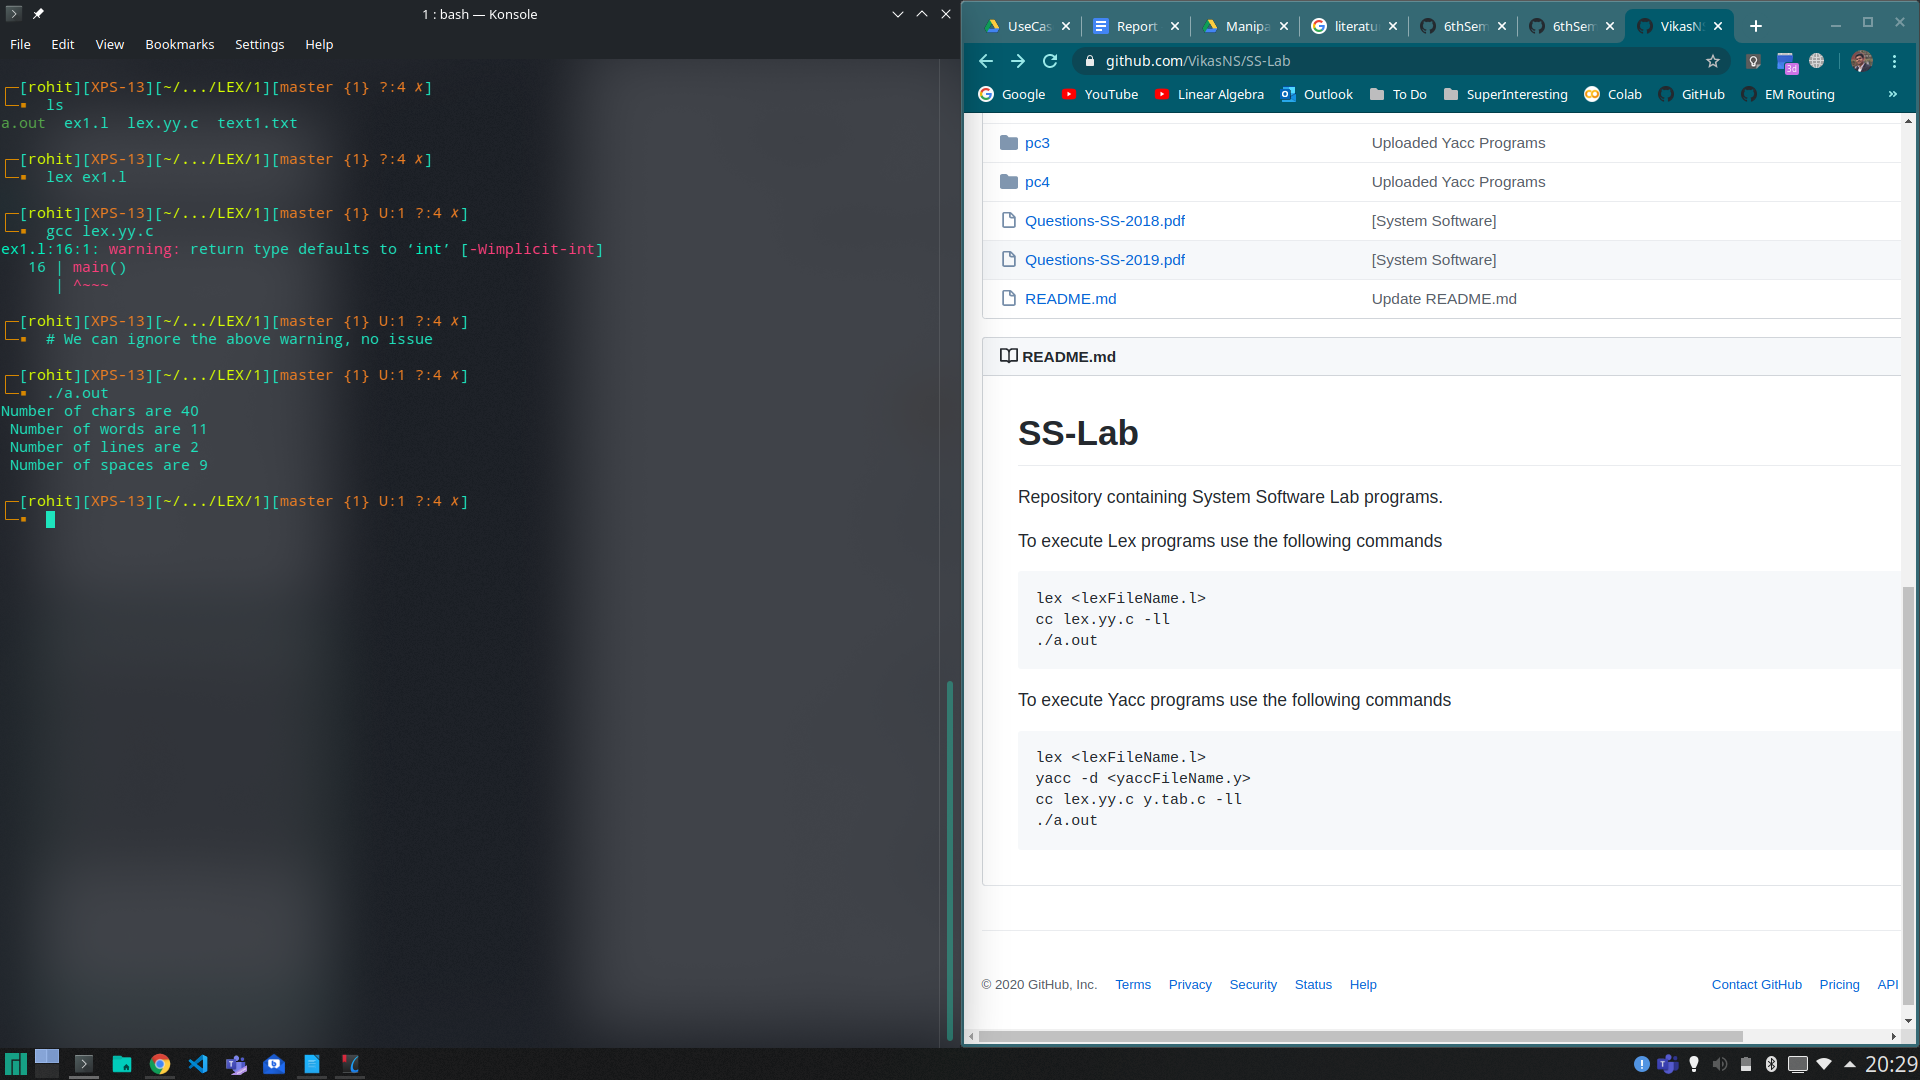 1 : bash — Konsole
File Edit View Bookmarks Settings Help
[rohit][XPS-13][~/.../LEX/1][master {1} ?:4 ✗]
ls
a.out ex1.l lex.yy.c text1.txt
[rohit][XPS-13][~/.../LEX/1][master {1} ?:4 ✗]
lex ex1.l
[rohit][XPS-13][~/.../LEX/1][master {1} U:1 ?:4 ✗]
gcc lex.yy.c
ex1.l:16:1: warning: return type defaults to ‘int’ [-Wimplicit-int]
16 | main()
| ^~~~
[rohit][XPS-13][~/.../LEX/1][master {1} U:1 ?:4 ✗]
# We can ignore the above warning, no issue
[rohit][XPS-13][~/.../LEX/1][master {1} U:1 ?:4 ✗]
./a.out
Number of chars are 40
Number of words are 11
Number of lines are 2
Number of spaces are 9
[rohit][XPS-13][~/.../LEX/1][master {1} U:1 ?:4 ✗]
UseCas Report Manipa literatu 6thSem 6thSem VikasN
github.com/VikasNS/SS-Lab
3d
Google YouTube Linear Algebra Outlook To Do SuperInteresting Colab GitHub EM Routing »
pc3 Uploaded Yacc Programs
pc4 Uploaded Yacc Programs
Questions-SS-2018.pdf [System Software]
Questions-SS-2019.pdf [System Software]
README.md Update README.md
README.md
SS-Lab
Repository containing System Software Lab programs.
To execute Lex programs use the following commands
lex <lexFileName.l>
cc lex.yy.c -ll
./a.out
To execute Yacc programs use the following commands
lex <lexFileName.l>
yacc -d <yaccFileName.y>
cc lex.yy.c y.tab.c -ll
./a.out
© 2020 GitHub, Inc. Terms Privacy Security Status Help Contact GitHub Pricing API
20:29